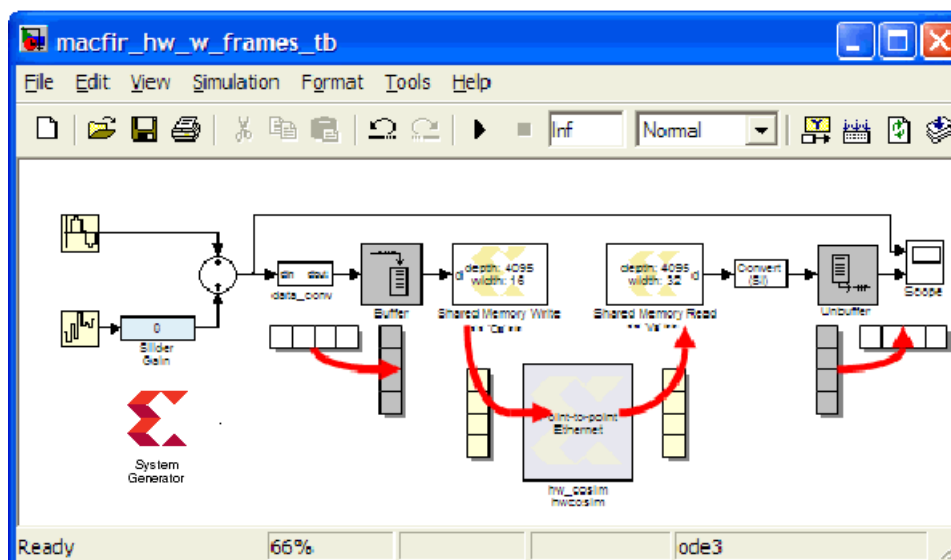 macfir_hw_w_frames_tb
File Edit View Simulation Format Tools Help
Inf Normal
0
Slider
Gain
din dout
data_conv
Buffer
di
depth: 4095
width: 16
Shared Memory Write
depth: 4095
width: 32
d
Shared Memory Read
Convert
Unbuffer
Scope
Point-to-point
Ethernet
hw_cosim
hwcosim
System
Generator
Ready 66% ode3